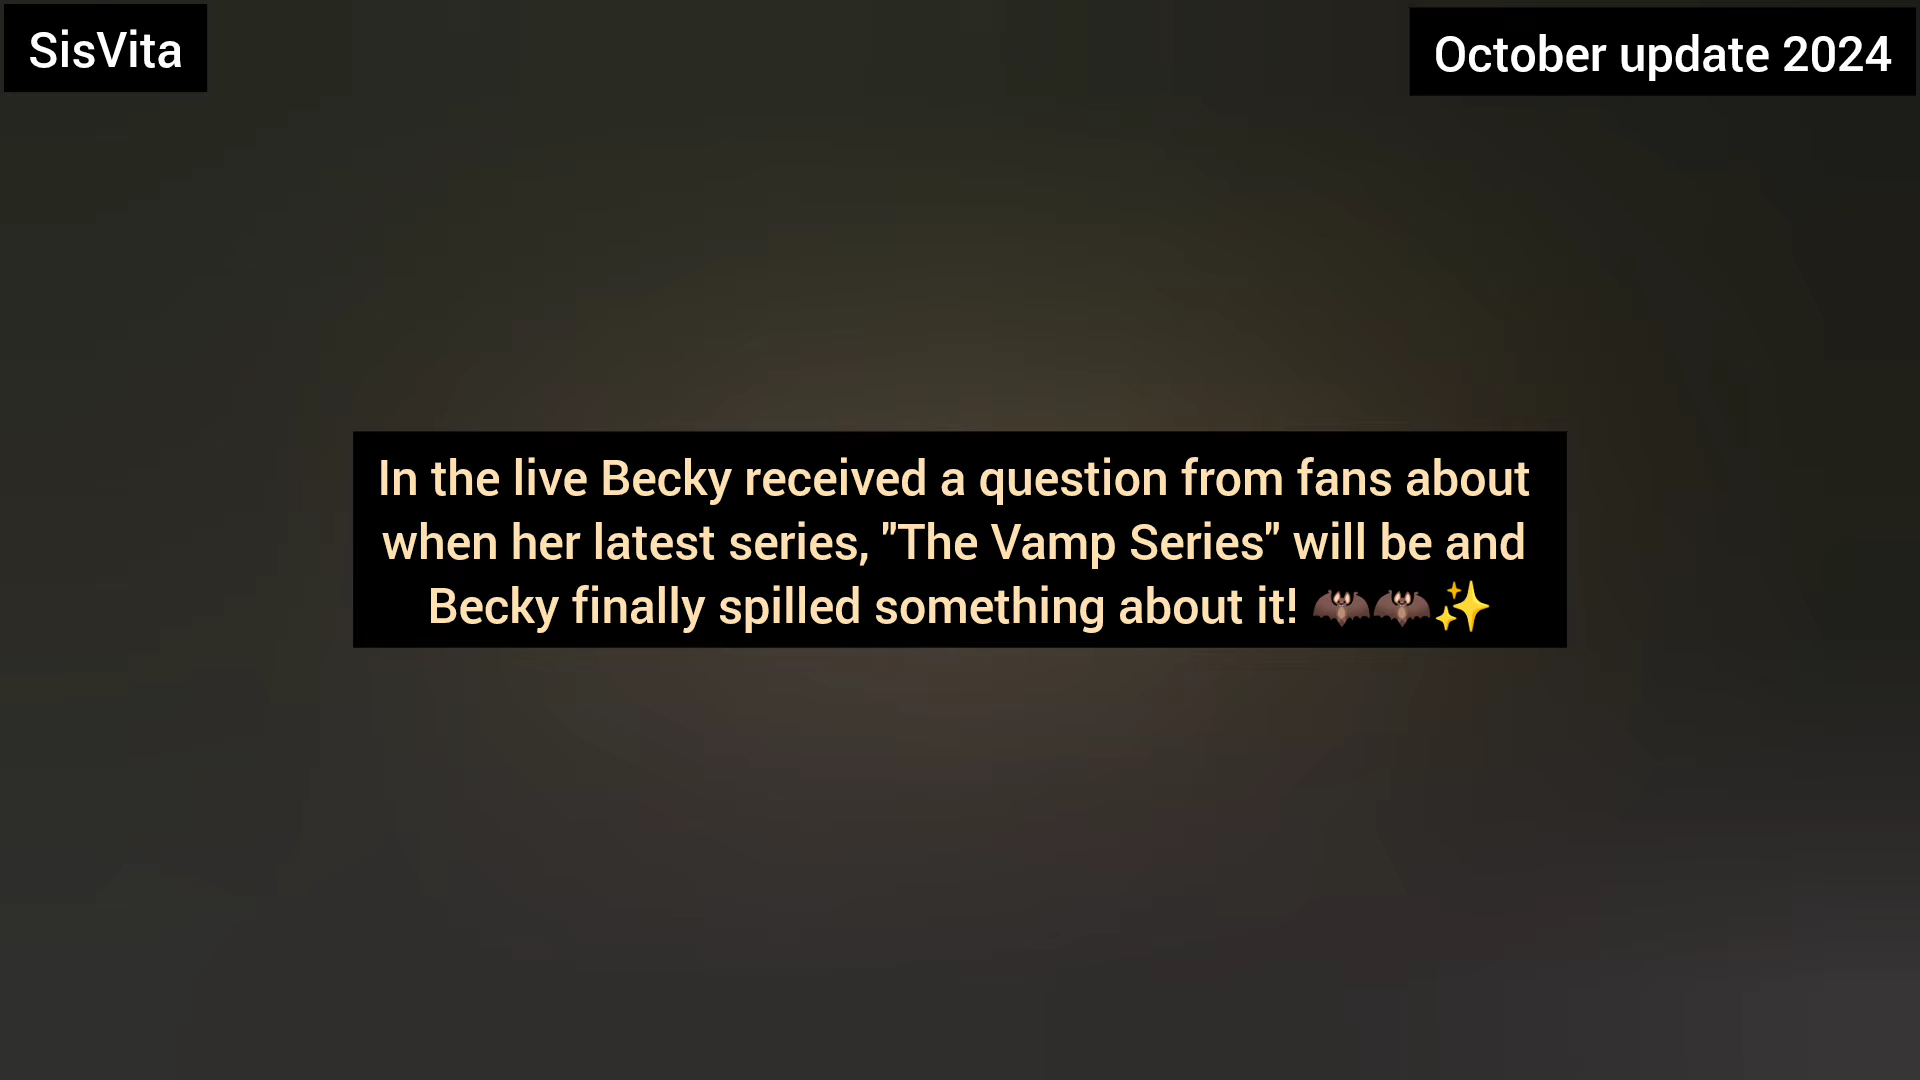 SisVita
October update 2024
In the live Becky received a question from fans about
when her latest series, "The Vamp Series" will be and
Becky finally spilled something about it! 🦇🦇✨